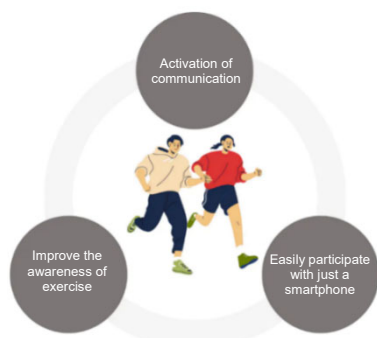 Activation of
communication
Improve the
awareness of
exercise
Easily participate
with just a
smartphone